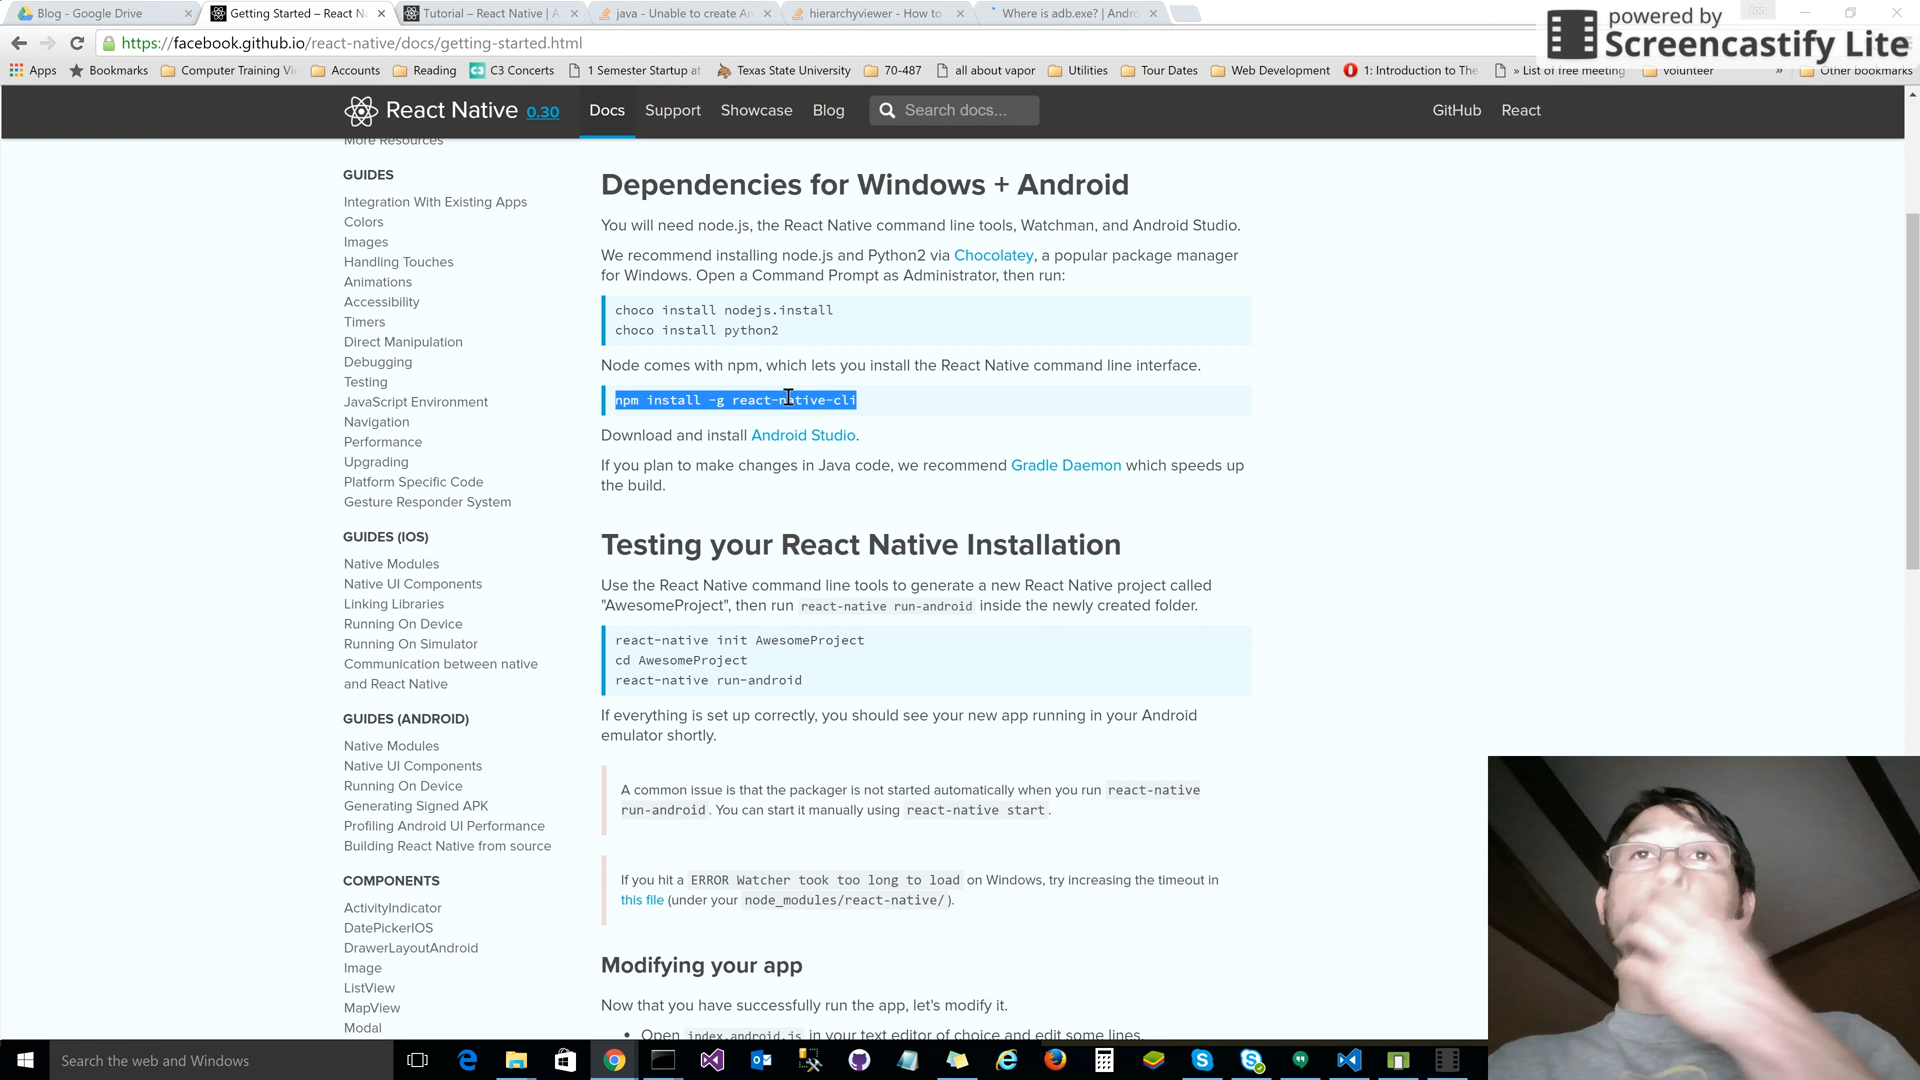 Blog - Google Drive
Getting Started – React N
Tutorial – React Native | A
java - Unable to create An
hierarchyviewer - How to
Where is adb.exe? | Andro
Jon
powered by
Screencastify Lite
https://facebook.github.io/react-native/docs/getting-started.html
Apps
Bookmarks
Computer Training Vi
Accounts
Reading
C3 Concerts
1 Semester Startup at
Texas State University
70-487
all about vapor
Utilities
Tour Dates
Web Development
1: Introduction to The
» List of free meeting
volunteer
»
Other bookmarks
React Native 0.30
Docs
Support
Showcase
Blog
Search docs...
GitHub
React
More Resources
GUIDES
Integration With Existing Apps
Colors
Images
Handling Touches
Animations
Accessibility
Timers
Direct Manipulation
Debugging
Testing
JavaScript Environment
Navigation
Performance
Upgrading
Platform Specific Code
Gesture Responder System
GUIDES (IOS)
Native Modules
Native UI Components
Linking Libraries
Running On Device
Running On Simulator
Communication between native
and React Native
GUIDES (ANDROID)
Native Modules
Native UI Components
Running On Device
Generating Signed APK
Profiling Android UI Performance
Building React Native from source
COMPONENTS
ActivityIndicator
DatePickerIOS
DrawerLayoutAndroid
Image
ListView
MapView
Modal
Dependencies for Windows + Android
You will need node.js, the React Native command line tools, Watchman, and Android Studio.
We recommend installing node.js and Python2 via Chocolatey, a popular package manager
for Windows. Open a Command Prompt as Administrator, then run:
choco install nodejs.install
choco install python2
Node comes with npm, which lets you install the React Native command line interface.
npm install -g react-native-cli
Download and install Android Studio.
If you plan to make changes in Java code, we recommend Gradle Daemon which speeds up
the build.
Testing your React Native Installation
Use the React Native command line tools to generate a new React Native project called
"AwesomeProject", then run react-native run-android inside the newly created folder.
react-native init AwesomeProject
cd AwesomeProject
react-native run-android
If everything is set up correctly, you should see your new app running in your Android
emulator shortly.
A common issue is that the packager is not started automatically when you run react-native
run-android. You can start it manually using react-native start.
If you hit a ERROR Watcher took too long to load on Windows, try increasing the timeout in
this file (under your node_modules/react-native/).
Modifying your app
Now that you have successfully run the app, let's modify it.
• Open index.android.js in your text editor of choice and edit some lines.
Search the web and Windows